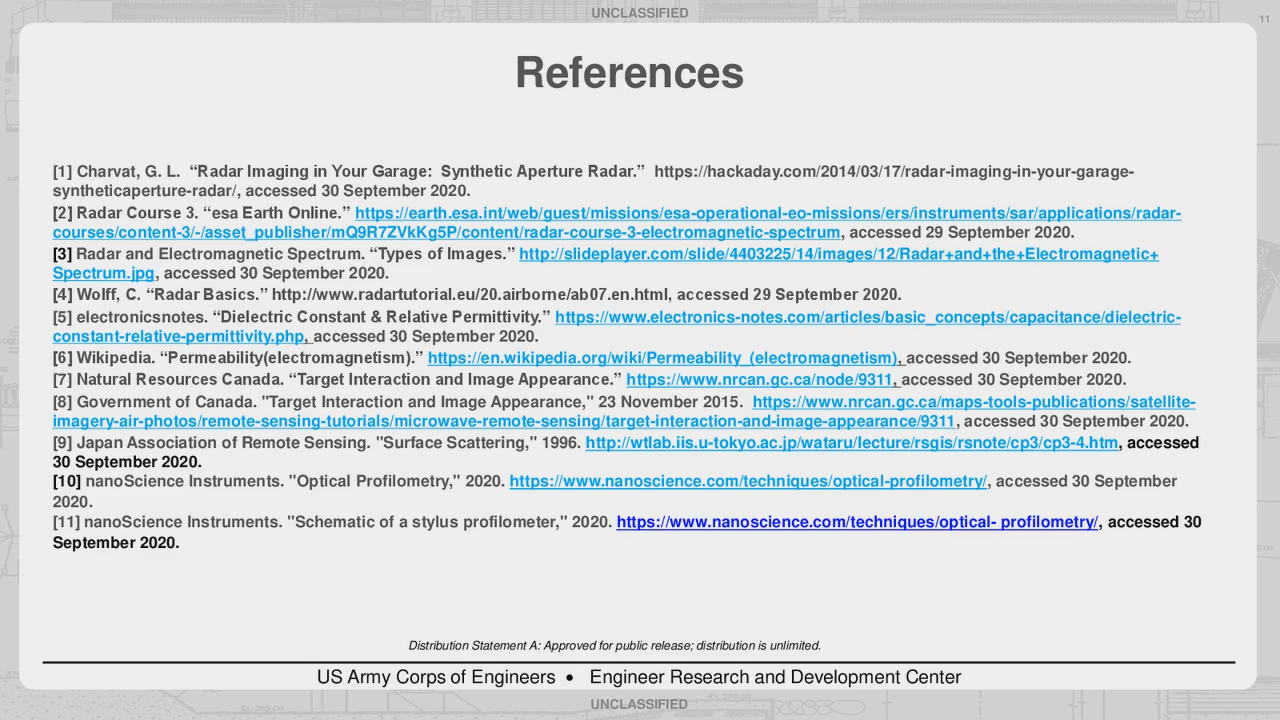 UNCLASSIFIED
11
References
[1] Charvat, G. L.  “Radar Imaging in Your Garage:  Synthetic Aperture Radar.”  https://hackaday.com/2014/03/17/radar-imaging-in-your-garage-
syntheticaperture-radar/, accessed 30 September 2020.
[2] Radar Course 3. “esa Earth Online.” https://earth.esa.int/web/guest/missions/esa-operational-eo-missions/ers/instruments/sar/applications/radar-
courses/content-3/-/asset_publisher/mQ9R7ZVkKg5P/content/radar-course-3-electromagnetic-spectrum, accessed 29 September 2020.
[3] Radar and Electromagnetic Spectrum. “Types of Images.” http://slideplayer.com/slide/4403225/14/images/12/Radar+and+the+Electromagnetic+
Spectrum.jpg, accessed 30 September 2020.
[4] Wolff, C. “Radar Basics.” http://www.radartutorial.eu/20.airborne/ab07.en.html, accessed 29 September 2020.
[5] electronicsnotes. “Dielectric Constant & Relative Permittivity.” https://www.electronics-notes.com/articles/basic_concepts/capacitance/dielectric-
constant-relative-permittivity.php, accessed 30 September 2020.
[6] Wikipedia. “Permeability(electromagnetism).” https://en.wikipedia.org/wiki/Permeability_(electromagnetism), accessed 30 September 2020.
[7] Natural Resources Canada. “Target Interaction and Image Appearance.” https://www.nrcan.gc.ca/node/9311, accessed 30 September 2020.
[8] Government of Canada. "Target Interaction and Image Appearance," 23 November 2015.  https://www.nrcan.gc.ca/maps-tools-publications/satellite-
imagery-air-photos/remote-sensing-tutorials/microwave-remote-sensing/target-interaction-and-image-appearance/9311, accessed 30 September 2020.
[9] Japan Association of Remote Sensing. "Surface Scattering," 1996. http://wtlab.iis.u-tokyo.ac.jp/wataru/lecture/rsgis/rsnote/cp3/cp3-4.htm, accessed
30 September 2020.
[10] nanoScience Instruments. "Optical Profilometry," 2020. https://www.nanoscience.com/techniques/optical-profilometry/, accessed 30 September
2020.
[11] nanoScience Instruments. "Schematic of a stylus profilometer," 2020. https://www.nanoscience.com/techniques/optical- profilometry/, accessed 30
September 2020.
Distribution Statement A: Approved for public release; distribution is unlimited.
US Army Corps of Engineers • Engineer Research and Development Center
UNCLASSIFIED